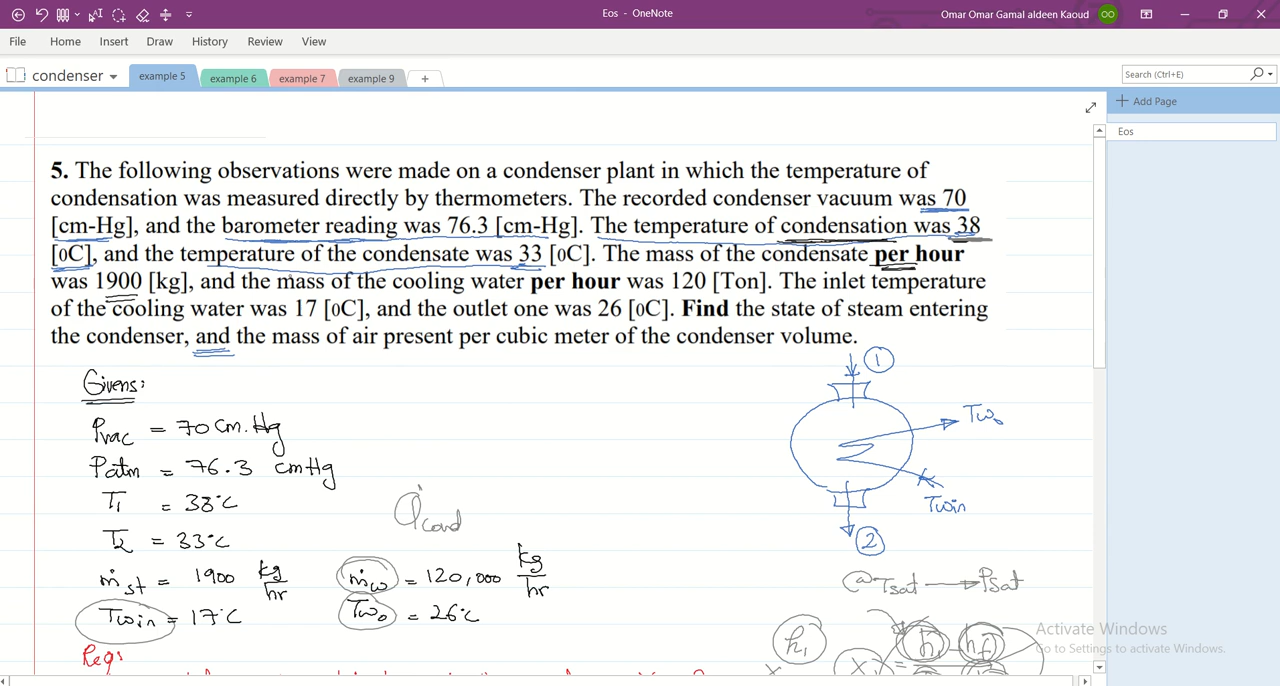 Eos - OneNote
Omar Omar Gamal aldeen Kaoud
OO
File Home Insert Draw History Review View
condenser
example 5
example 6
example 7
example 9
+
Search (Ctrl+E)
Add Page
Eos
5. The following observations were made on a condenser plant in which the temperature of
condensation was measured directly by thermometers. The recorded condenser vacuum was 70
[cm-Hg], and the barometer reading was 76.3 [cm-Hg]. The temperature of condensation was 38
[0C], and the temperature of the condensate was 33 [0C]. The mass of the condensate per hour
was 1900 [kg], and the mass of the cooling water per hour was 120 [Ton]. The inlet temperature
of the cooling water was 17 [0C], and the outlet one was 26 [0C]. Find the state of steam entering
the condenser, and the mass of air present per cubic meter of the condenser volume.
Givens:
Pvac = 70 cm.Hg
Patm = 76.3 cmHg
T1 = 38°C
T2 = 33°C
ṁst = 1900 kg/hr
ṁw = 120,000 kg/hr
Twin = 17°C
Two = 26°C
Req:
Q̇cond
1
Two
Twin
2
@Tsat → Psat
h1
x1 = h1 - hf
Activate Windows
Go to Settings to activate Windows.